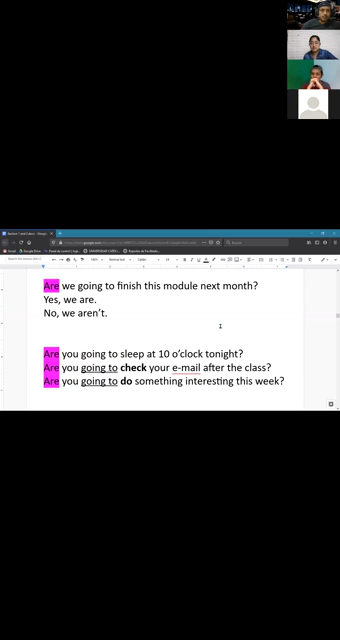 Are we going to finish this module next month?
Yes, we are.
No, we aren't.
Are you going to sleep at 10 o'clock tonight?
Are you going to check your e-mail after the class?
Are you going to do something interesting this week?